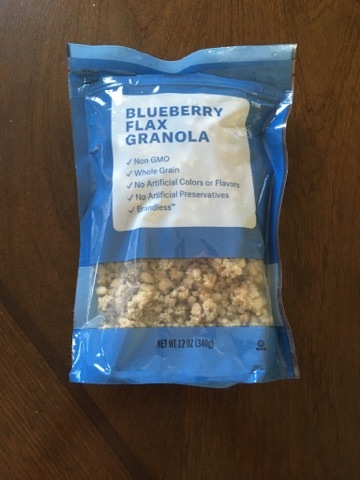 BLUEBERRY
FLAX
GRANOLA
✓ Non GMO
✓ Whole Grain
✓ No Artificial Colors or Flavors
✓ No Artificial Preservatives
✓ Brandless™
NET WT 12 OZ (340g)